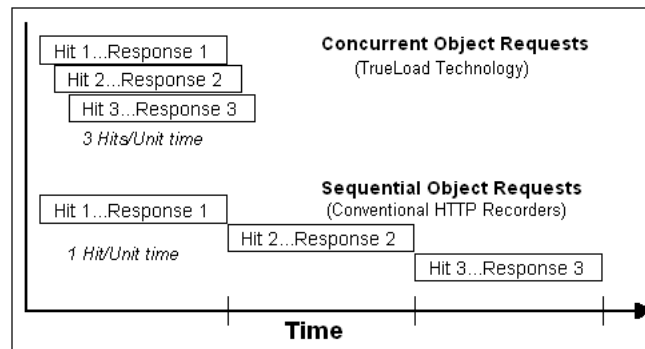 Hit 1...Response 1
Concurrent Object Requests
Hit 2...Response 2
(TrueLoad Technology)
Hit 3...Response 3
3 Hits/Unit time
Sequential Object Requests
Hit 1...Response 1
(Conventional HTTP Recorders)
Hit 2...Response 2
1 Hit/Unit time
Hit 3...Response 3
Time